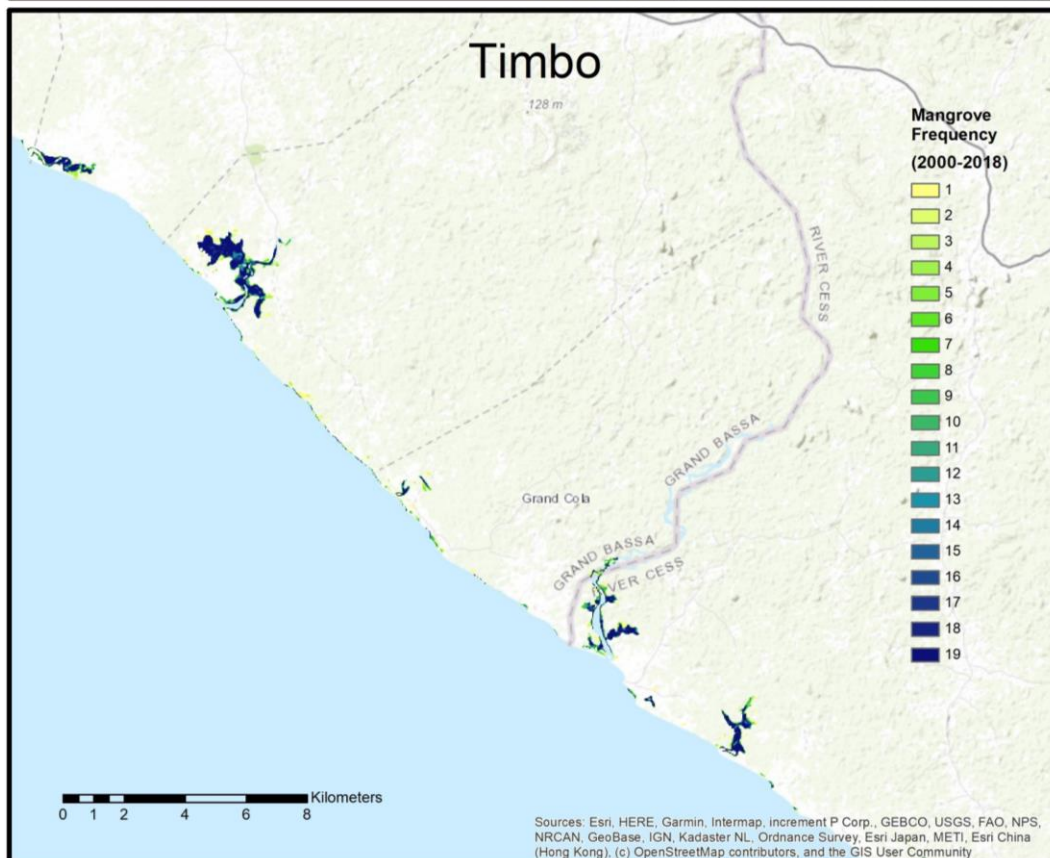 Timbo
128 m
Mangrove
Frequency
(2000-2018)
1
2
3
4
5
6
7
8
9
10
11
12
13
14
15
16
17
18
19
RIVER CESS
GRAND BASSA
Grand Cola
GRAND BASSA
RIVER CESS
Kilometers
0 1 2 4 6 8
Sources: Esri, HERE, Garmin, Intermap, increment P Corp., GEBCO, USGS, FAO, NPS,
NRCAN, GeoBase, IGN, Kadaster NL, Ordnance Survey, Esri Japan, METI, Esri China
(Hong Kong), (c) OpenStreetMap contributors, and the GIS User Community